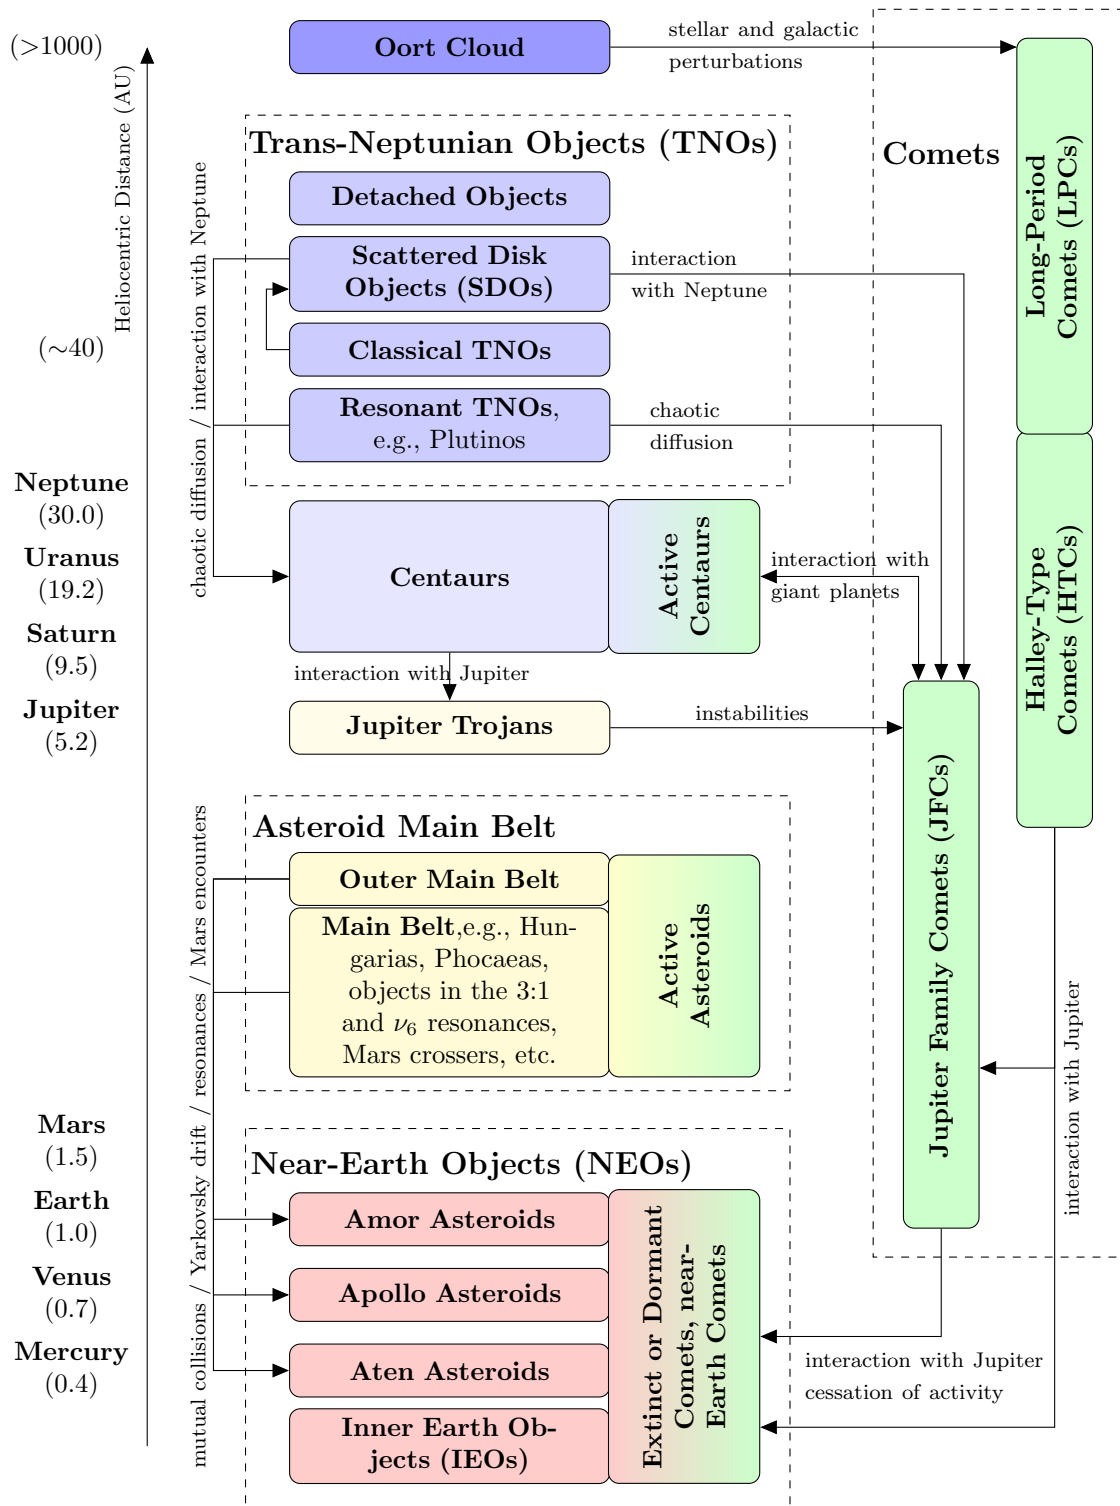 (>1000)
Heliocentric Distance (AU)
(∼40)
Neptune
(30.0)
Uranus
(19.2)
Saturn
(9.5)
Jupiter
(5.2)
Mars
(1.5)
Earth
(1.0)
Venus
(0.7)
Mercury
(0.4)
Oort Cloud
stellar and galactic
perturbations
Trans-Neptunian Objects (TNOs)
Detached Objects
Scattered Disk
Objects (SDOs)
Classical TNOs
Resonant TNOs,
e.g., Plutinos
interaction
with Neptune
chaotic
diffusion
chaotic diffusion / interaction with Neptune
Centaurs
Active
Centaurs
interaction with
giant planets
interaction with Jupiter
Jupiter Trojans
instabilities
Asteroid Main Belt
Outer Main Belt
Main Belt,e.g., Hun-
garias, Phocaeas,
objects in the 3:1
and ν₆ resonances,
Mars crossers, etc.
Active
Asteroids
mutual collisions / Yarkovsky drift / resonances / Mars encounters
Near-Earth Objects (NEOs)
Amor Asteroids
Apollo Asteroids
Aten Asteroids
Inner Earth Ob-
jects (IEOs)
Extinct or Dormant
Comets, near-
Earth Comets
Comets
Long-Period
Comets (LPCs)
Halley-Type
Comets (HTCs)
Jupiter Family Comets (JFCs)
interaction with Jupiter
interaction with Jupiter
cessation of activity